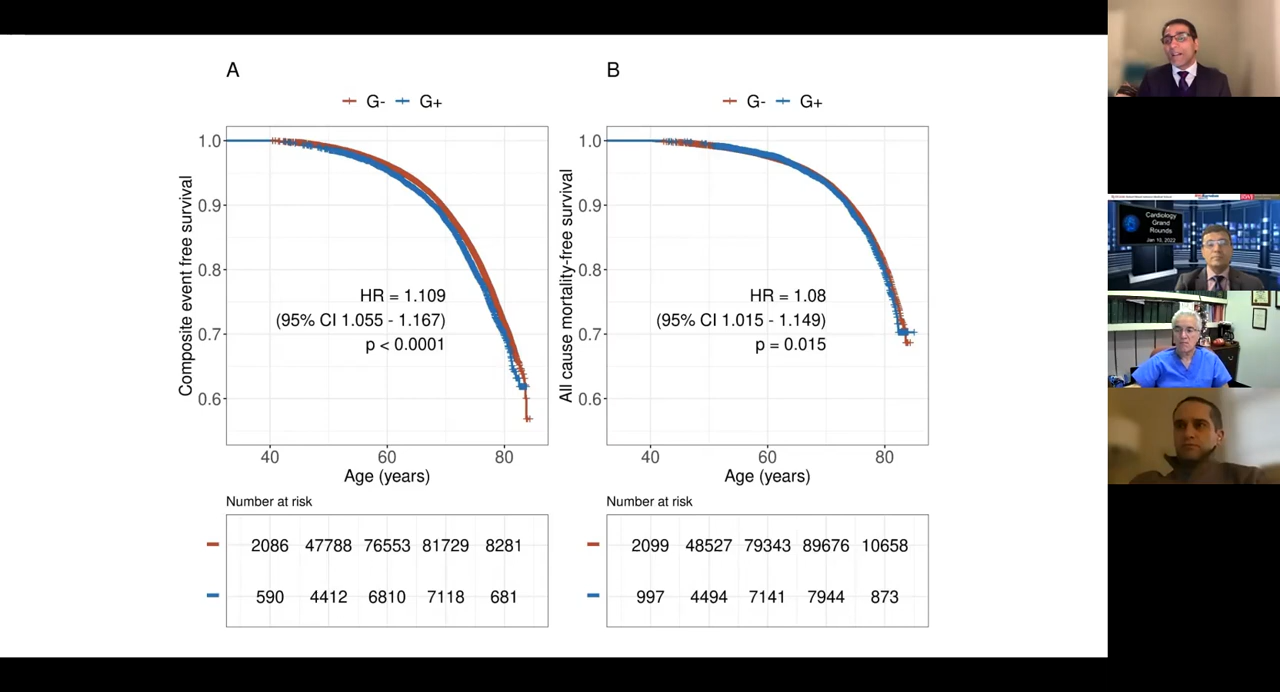 A
G- G+
1.0
0.9
0.8
0.7
0.6
Composite event free survival
HR = 1.109
(95% CI 1.055 - 1.167)
p < 0.0001
40 60 80
Age (years)
Number at risk
2086 47788 76553 81729 8281
590 4412 6810 7118 681
B
G- G+
1.0
0.9
0.8
0.7
0.6
All cause mortality-free survival
HR = 1.08
(95% CI 1.015 - 1.149)
p = 0.015
40 60 80
Age (years)
Number at risk
2099 48527 79343 89676 10658
997 4494 7141 7944 873
Cardiology
Grand
Rounds
Jan 10, 2022